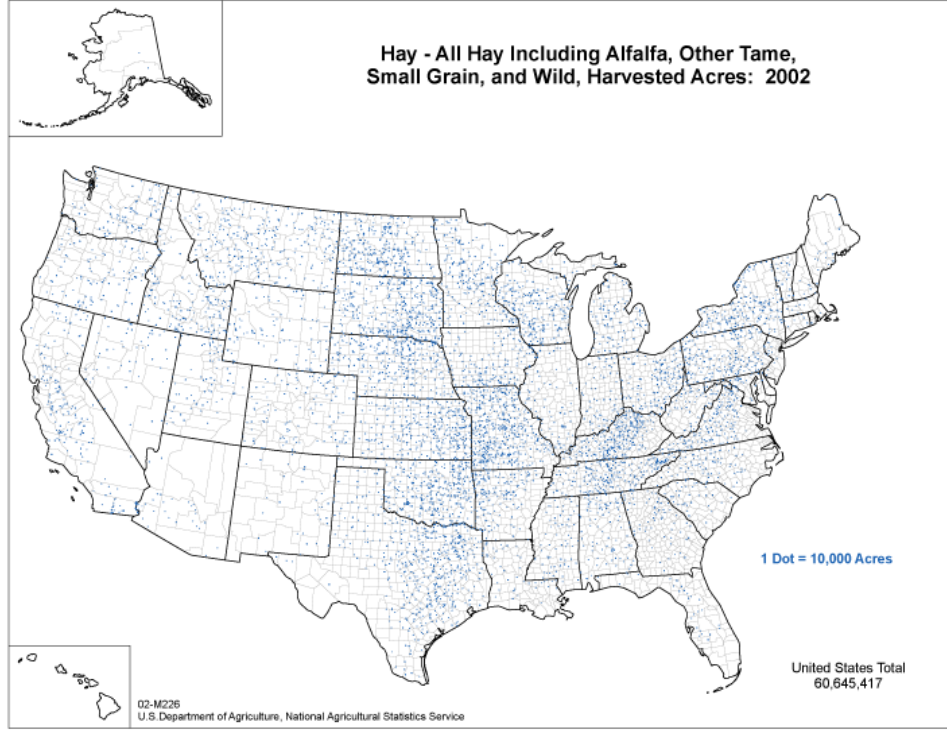 Hay - All Hay Including Alfalfa, Other Tame,
Small Grain, and Wild, Harvested Acres:  2002
1 Dot = 10,000 Acres
United States Total
60,645,417
02-M226
U.S.Department of Agriculture, National Agricultural Statistics Service